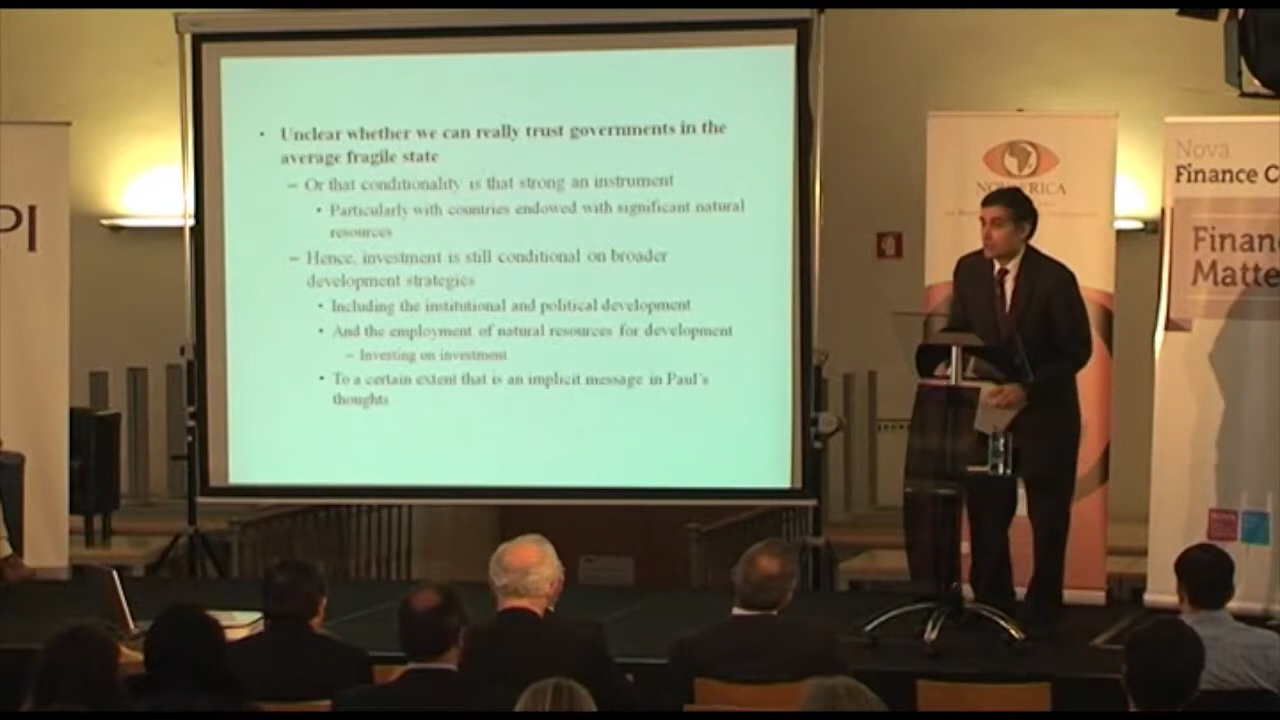 • Unclear whether we can really trust governments in the
average fragile state
– Or that conditionality is that strong an instrument
• Particularly with countries endowed with significant natural
resources
– Hence, investment is still conditional on broader
development strategies
• Including the institutional and political development
• And the employment of natural resources for development
– Investing on investment
• To a certain extent that is an implicit message in Paul's
thoughts
PI
Nova
Finance C
Finan
Matte